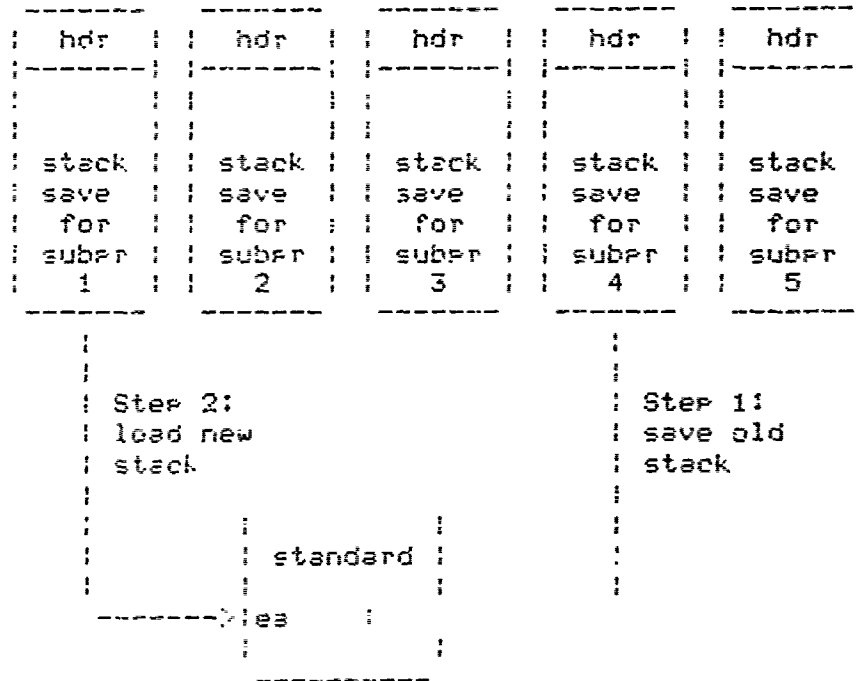 hdr hdr hdr hdr hdr
stack stack stack stack stack
save save save save save
for for for for for
subpr subpr subpr subpr subpr
1 2 3 4 5
Step 2: Step 1:
load new save old
stack stack
standard
ea